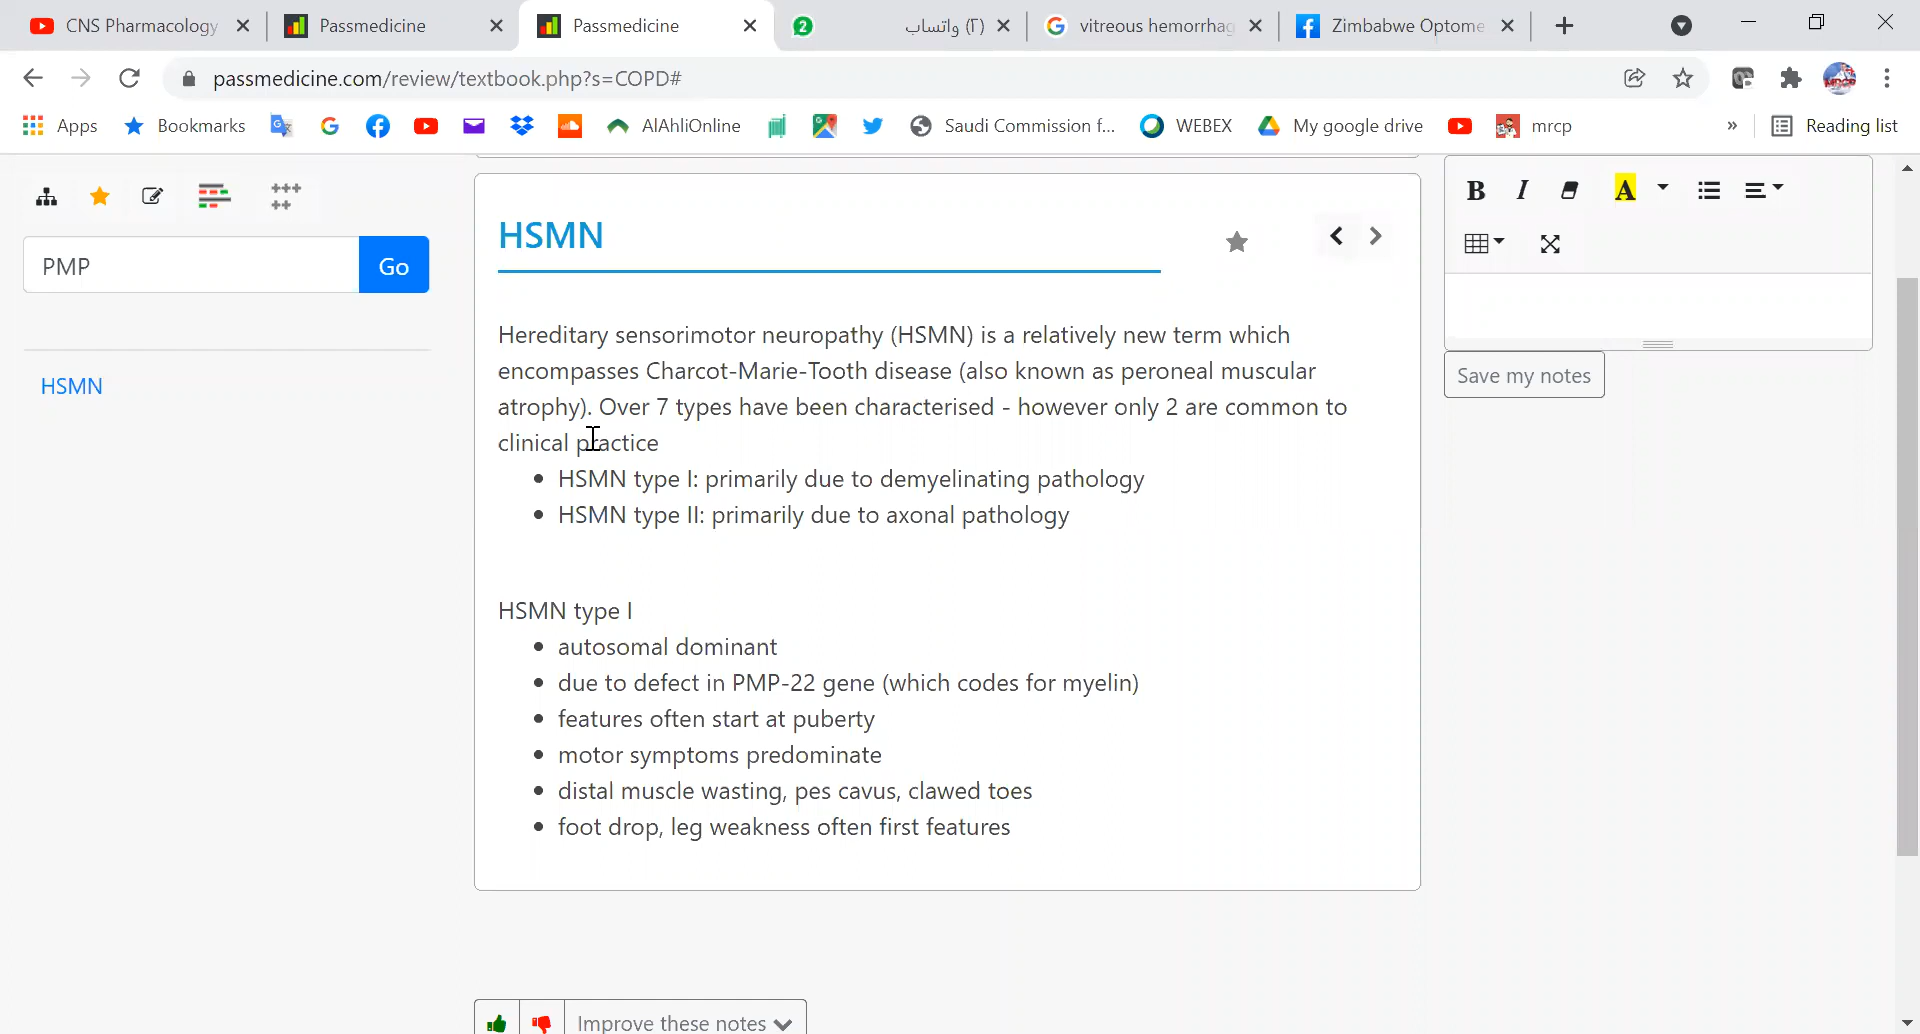 CNS Pharmacology
Passmedicine
Passmedicine
2
(٢) واتساب
vitreous hemorrhag
Zimbabwe Optome
passmedicine.com/review/textbook.php?s=COPD#
Apps
Bookmarks
AlAhliOnline
Saudi Commission f...
WEBEX
My google drive
mrcp
»
Reading list
PMP
Go
HSMN
HSMN
Hereditary sensorimotor neuropathy (HSMN) is a relatively new term which
encompasses Charcot-Marie-Tooth disease (also known as peroneal muscular
atrophy). Over 7 types have been characterised - however only 2 are common to
clinical practice
• HSMN type I: primarily due to demyelinating pathology
• HSMN type II: primarily due to axonal pathology
HSMN type I
• autosomal dominant
• due to defect in PMP-22 gene (which codes for myelin)
• features often start at puberty
• motor symptoms predominate
• distal muscle wasting, pes cavus, clawed toes
• foot drop, leg weakness often first features
Improve these notes
B I A
Save my notes